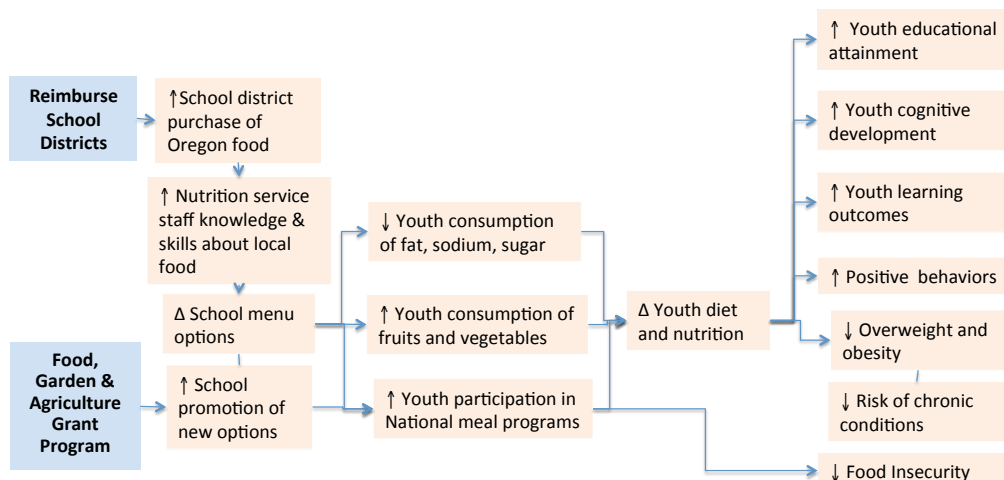 Reimburse
School
Districts
↑School district
purchase of
Oregon food
↑ Nutrition service
staff knowledge &
skills about local
food
Δ School menu
options
Food,
Garden &
Agriculture
Grant
Program
↑ School
promotion of
new options
↓ Youth consumption
of fat, sodium, sugar
↑ Youth consumption of
fruits and vegetables
↑ Youth participation in
National meal programs
Δ Youth diet
and nutrition
↑ Youth educational
attainment
↑ Youth cognitive
development
↑ Youth learning
outcomes
↑ Positive behaviors
↓ Overweight and
obesity
↓ Risk of chronic
conditions
↓ Food Insecurity